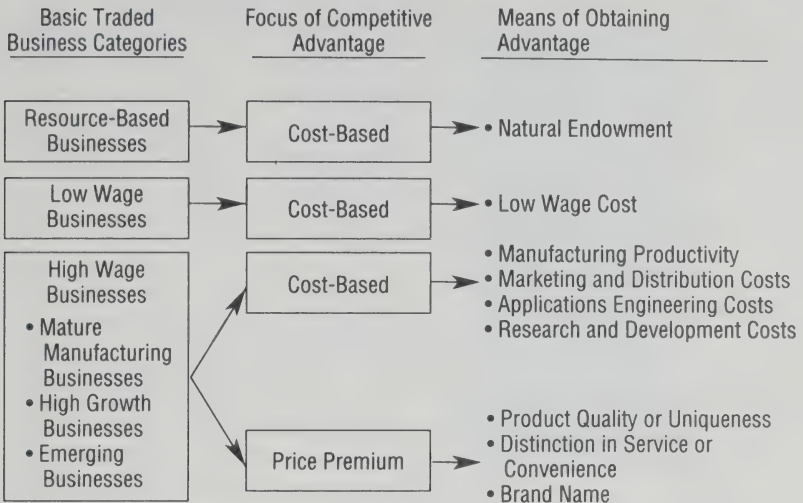 Basic Traded
Business Categories
Focus of Competitive
Advantage
Means of Obtaining
Advantage
Resource-Based
Businesses
Cost-Based
• Natural Endowment
Low Wage
Businesses
Cost-Based
• Low Wage Cost
High Wage
Businesses
• Mature
Manufacturing
Businesses
• High Growth
Businesses
• Emerging
Businesses
Cost-Based
• Manufacturing Productivity
• Marketing and Distribution Costs
• Applications Engineering Costs
• Research and Development Costs
Price Premium
• Product Quality or Uniqueness
• Distinction in Service or
Convenience
• Brand Name